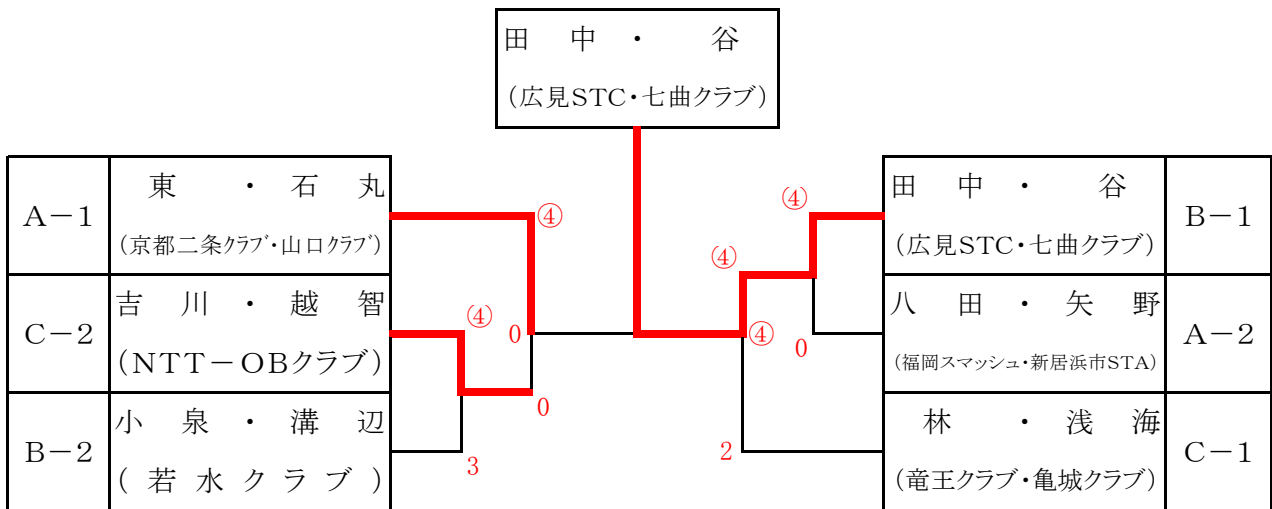 田 中 ・ 谷
(広見STC・七曲クラブ)
A-1
東 ・ 石 丸
(京都二条クラブ・山口クラブ)
C-2
吉 川 ・ 越 智
(NTT-OBクラブ)
B-2
小 泉 ・ 溝 辺
(若水クラブ)
④
④
0
0
3
④
④
④
0
2
田 中 ・ 谷
(広見STC・七曲クラブ)
B-1
八 田 ・ 矢 野
(福岡スマッシュ・新居浜市STA)
A-2
林 ・ 浅 海
(竜王クラブ・亀城クラブ)
C-1